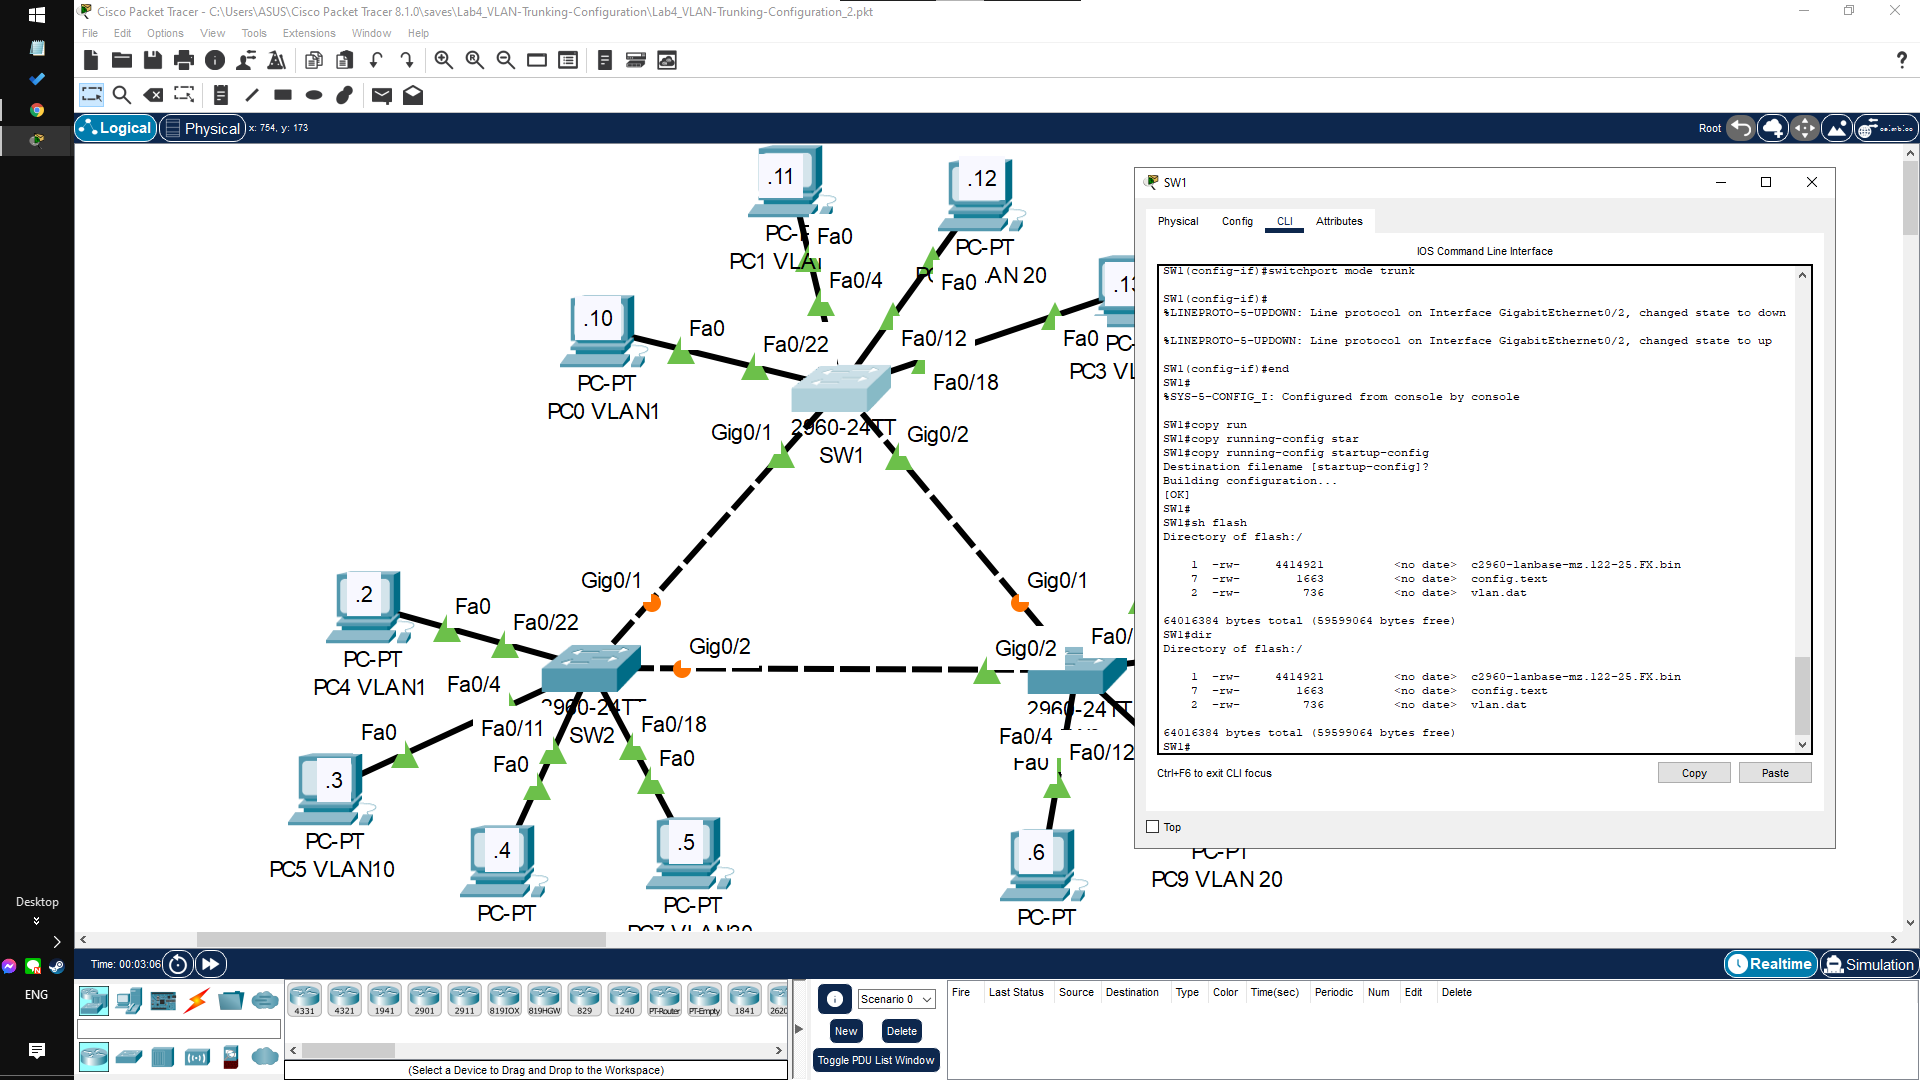 Cisco Packet Tracer - C:\Users\ASUS\Cisco Packet Tracer 8.1.0\saves\Lab4_VLAN-Trunking-Configuration\Lab4_VLAN-Trunking-Configuration_2.pkt
File Edit Options View Tools Extensions Window Help
Logical Physical x: 754, y: 173
Root
.11
.12
PC-PT
Fa0
PC1
Fa0
AN 20
Fa0/4
.13
.10
Fa0
Fa0/22
Fa0/12
Fa0
Fa0/18
PC3
PC-PT
PC0 VLAN1
Gig0/1
2960-24TT
Gig0/2
SW1
Gig0/1
Gig0/1
.2
Fa0
Fa0/22
Gig0/2
Gig0/2
Fa0/
PC-PT
PC4 VLAN1
Fa0/4
2960-24TT
2960-24TT
Fa0/11
Fa0/18
SW2
Fa0
Fa0
Fa0
Fa0/4
Fa0/12
Fa0
.3
PC-PT
PC5 VLAN10
.4
PC-PT
.5
PC-PT
PC7 VLAN30
.6
PC-PT
PC-PT
PC9 VLAN 20
SW1
Physical Config CLI Attributes
IOS Command Line Interface
SW1(config-if)#switchport mode trunk
SW1(config-if)#
%LINEPROTO-5-UPDOWN: Line protocol on Interface GigabitEthernet0/2, changed state to down
%LINEPROTO-5-UPDOWN: Line protocol on Interface GigabitEthernet0/2, changed state to up
SW1(config-if)#end
SW1#
%SYS-5-CONFIG_I: Configured from console by console
SW1#copy run
SW1#copy running-config star
SW1#copy running-config startup-config
Destination filename [startup-config]?
Building configuration...
[OK]
SW1#
SW1#sh flash
Directory of flash:/
1 -rw- 4414921 <no date> c2960-lanbase-mz.122-25.FX.bin
7 -rw- 1663 <no date> config.text
2 -rw- 736 <no date> vlan.dat
64016384 bytes total (59599064 bytes free)
SW1#dir
Directory of flash:/
1 -rw- 4414921 <no date> c2960-lanbase-mz.122-25.FX.bin
7 -rw- 1663 <no date> config.text
2 -rw- 736 <no date> vlan.dat
64016384 bytes total (59599064 bytes free)
SW1#
Ctrl+F6 to exit CLI focus
Copy Paste
Top
Desktop
ENG
Time: 00:03:06
Realtime Simulation
4331 4321 1941 2901 2911 819IOX 819HGW 829 1240 PT-Router PT-Empty 1841 262
(Select a Device to Drag and Drop to the Workspace)
Scenario 0
New Delete
Toggle PDU List Window
Fire Last Status Source Destination Type Color Time(sec) Periodic Num Edit Delete